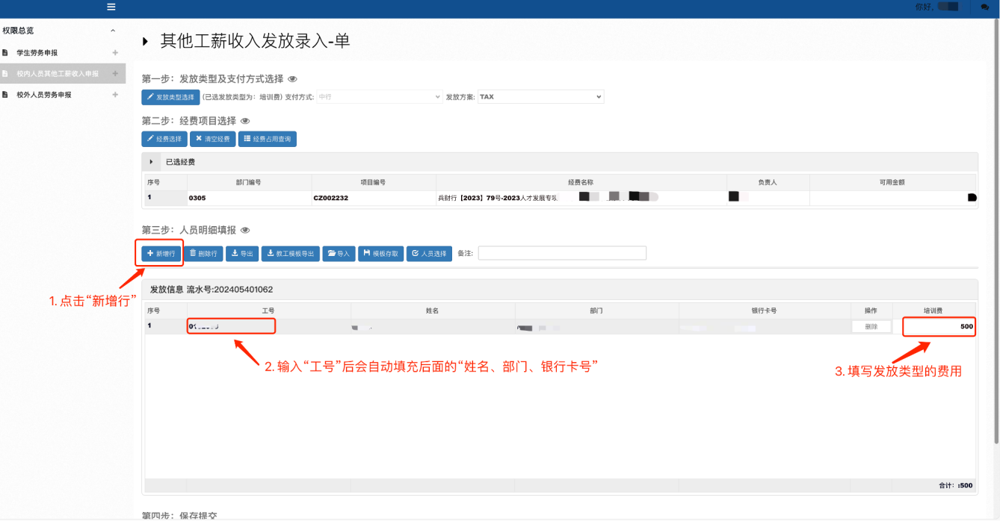 你好,
权限总览
学生劳务申报
校内人员其他工薪收入申报
校外人员劳务申报
其他工薪收入发放录入-单
第一步：发放类型及支付方式选择
发放类型选择 (已选发放类型为：培训费) 支付方式: 中行 发放方案: TAX
第二步：经费项目选择
经费选择 清空经费 经费占用查询
已选经费
序号 部门编号 项目编号 经费名称 负责人 可用金额
1 0305 CZ002232 兵财行【2023】79号-2023人才发展专项
第三步：人员明细填报
新增行 删除行 导出 教工模板导出 导入 模板存取 人员选择 备注:
1.点击“新增行”
发放信息 流水号:202405401062
序号 工号 姓名 部门 银行卡号 操作 培训费
1 删除 500
2.输入“工号”后会自动填充后面的“姓名、部门、银行卡号”
3.填写发放类型的费用
合计：:500
第四步：保存提交